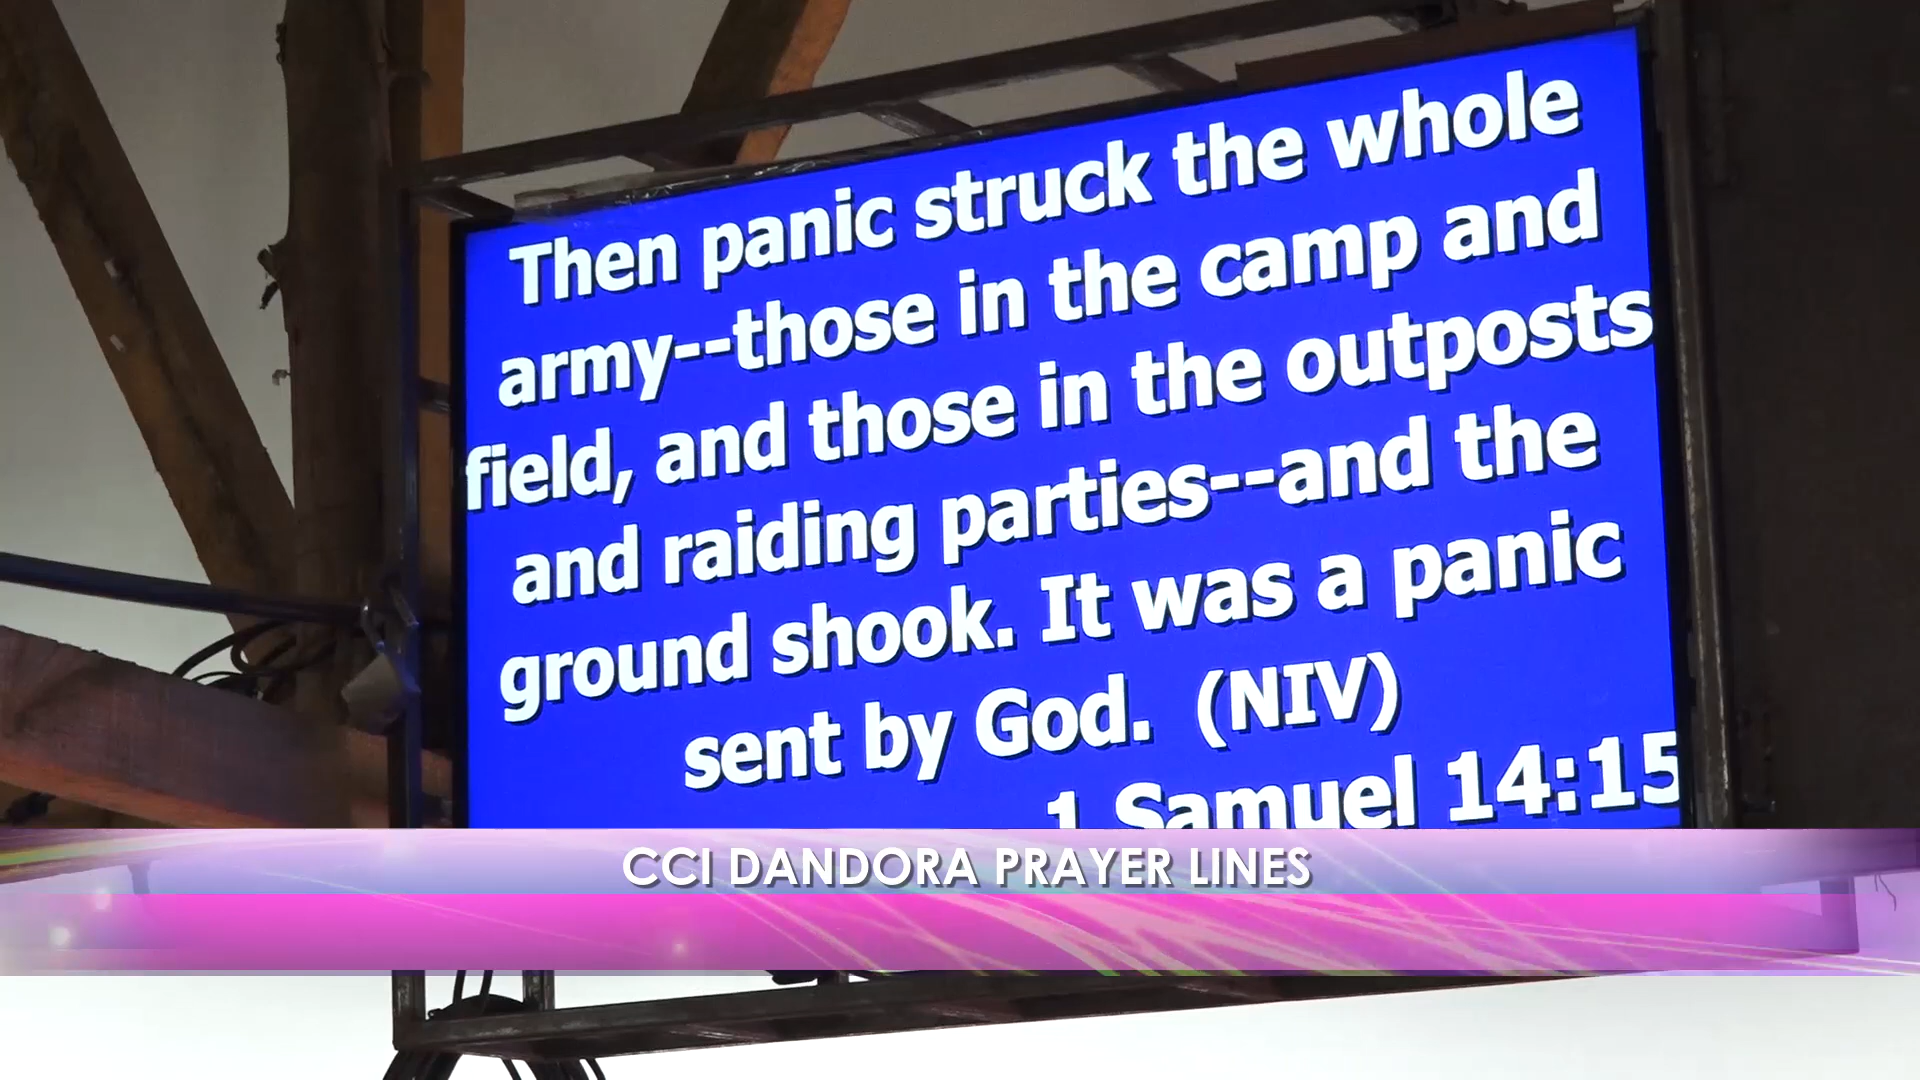 Then panic struck the whole
army--those in the camp and
field, and those in the outposts
and raiding parties--and the
ground shook. It was a panic
sent by God. (NIV)
1 Samuel 14:15
CCI DANDORA PRAYER LINES